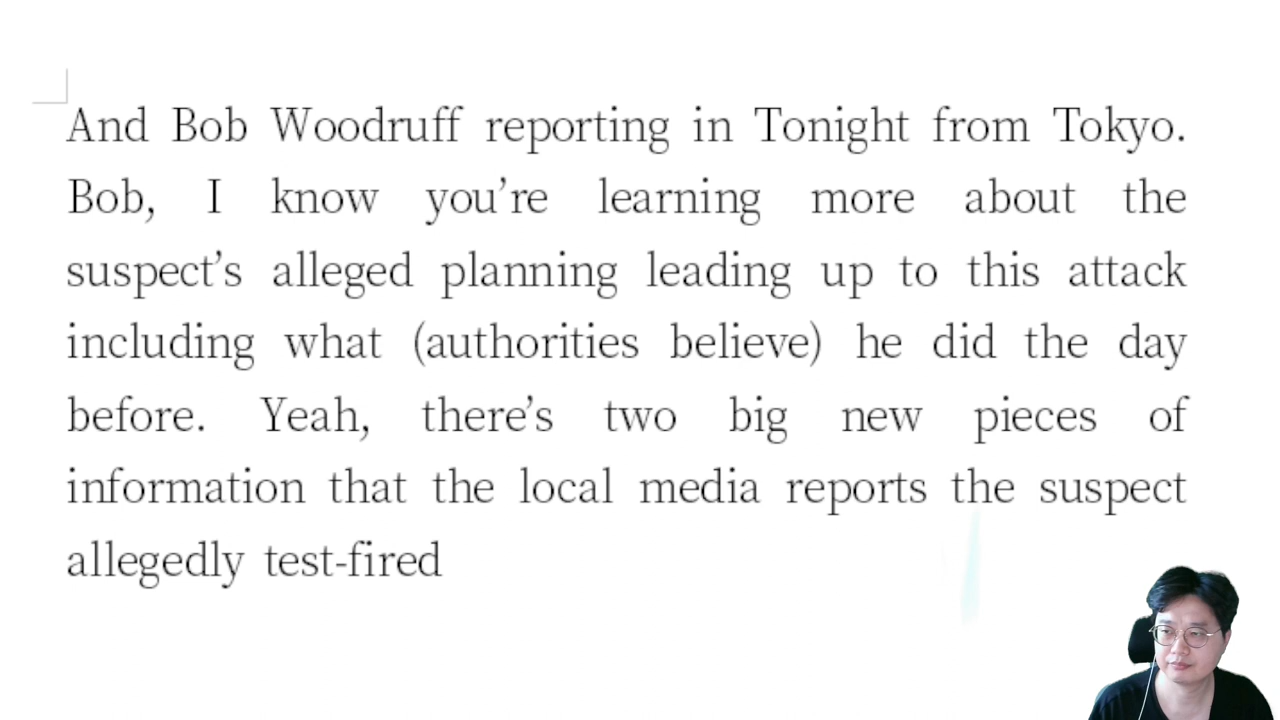 And Bob Woodruff reporting in Tonight from Tokyo.
Bob, I know you’re learning more about the
suspect’s alleged planning leading up to this attack
including what (authorities believe) he did the day
before. Yeah, there’s two big new pieces of
information that the local media reports the suspect
allegedly test-fired